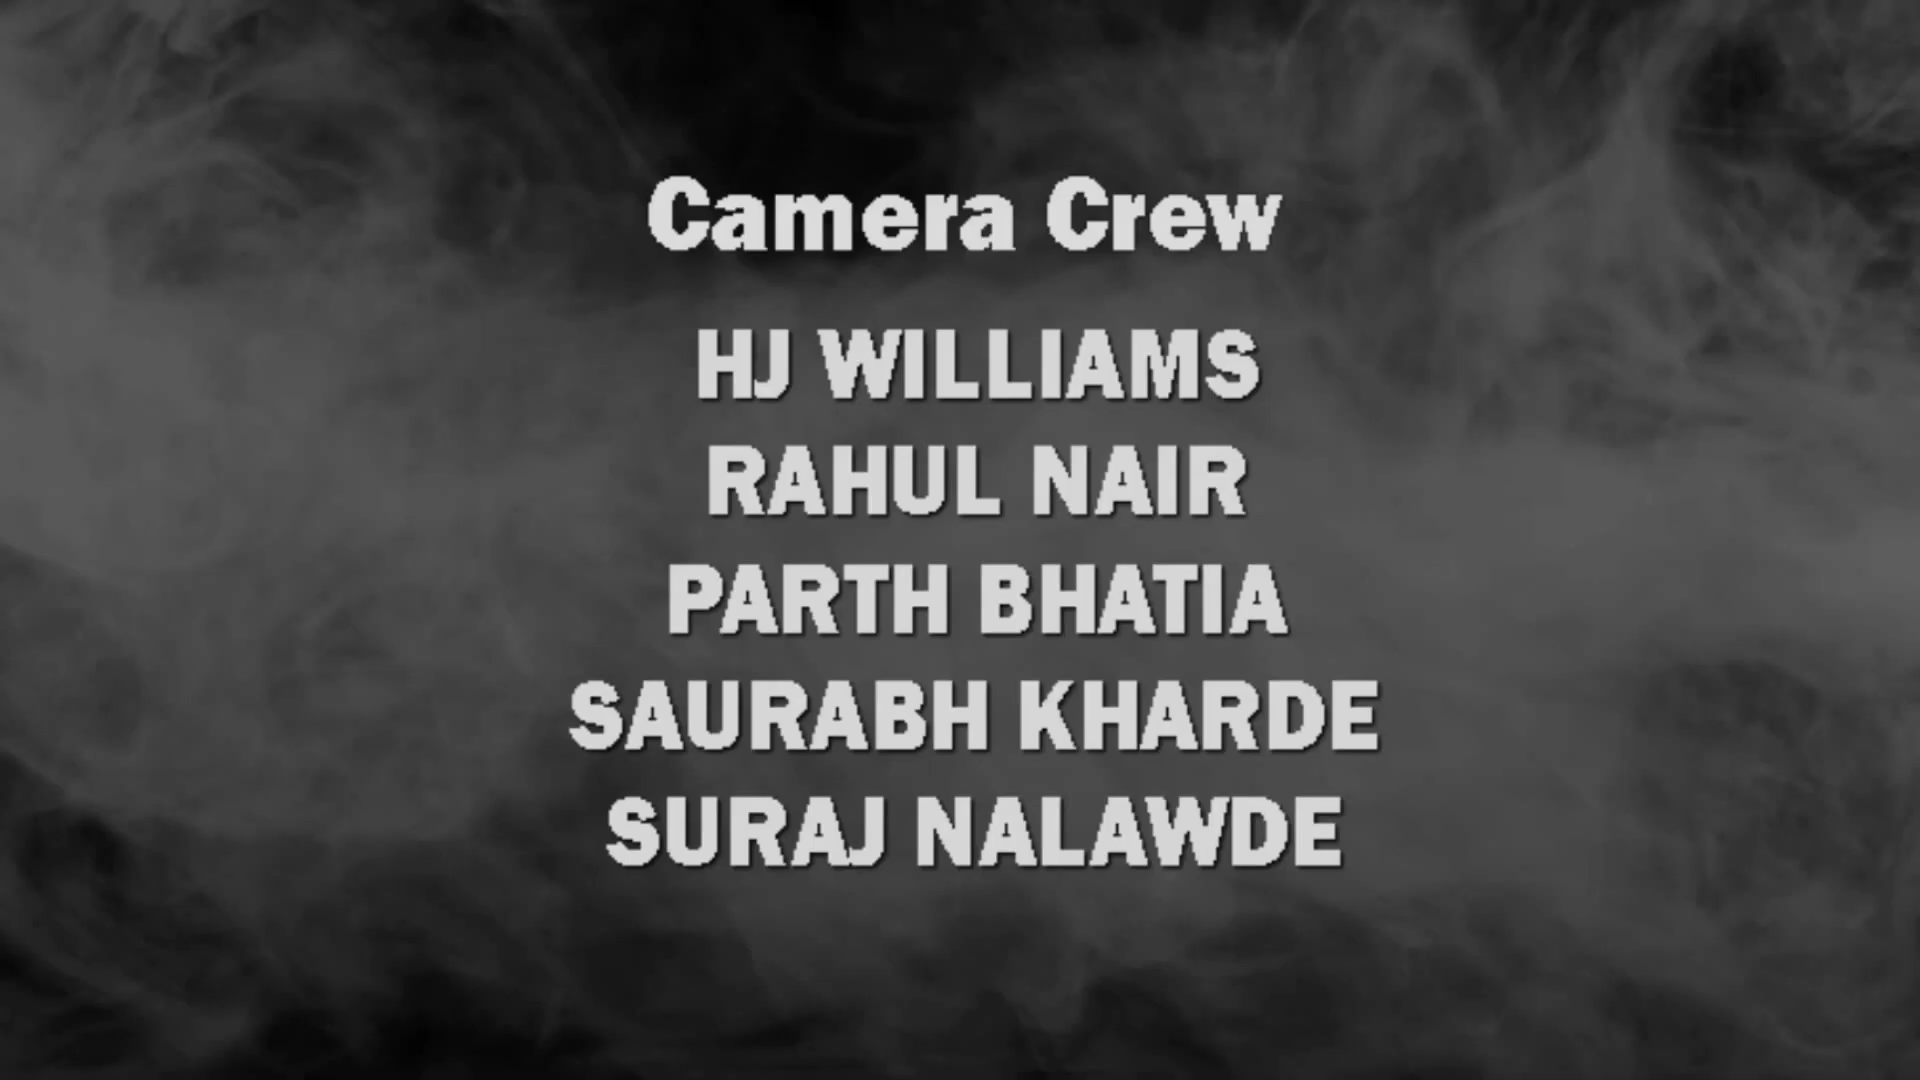 Camera Crew
HJ WILLIAMS
RAHUL NAIR
PARTH BHATIA
SAURABH KHARDE
SURAJ NALAWDE